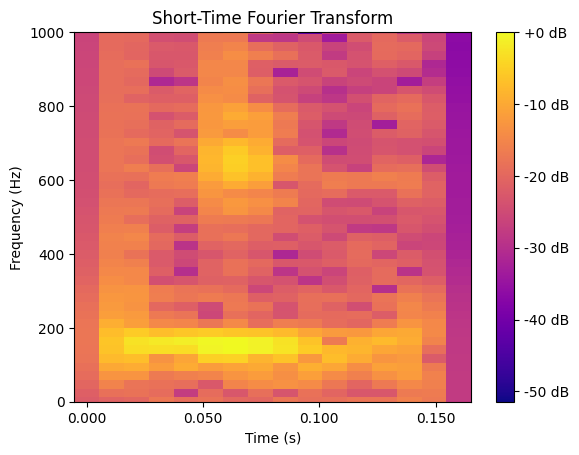 Short-Time Fourier Transform
1000
800
600
400
200
0
Frequency (Hz)
0.000
0.050
0.100
0.150
Time (s)
+0 dB
-10 dB
-20 dB
-30 dB
-40 dB
-50 dB